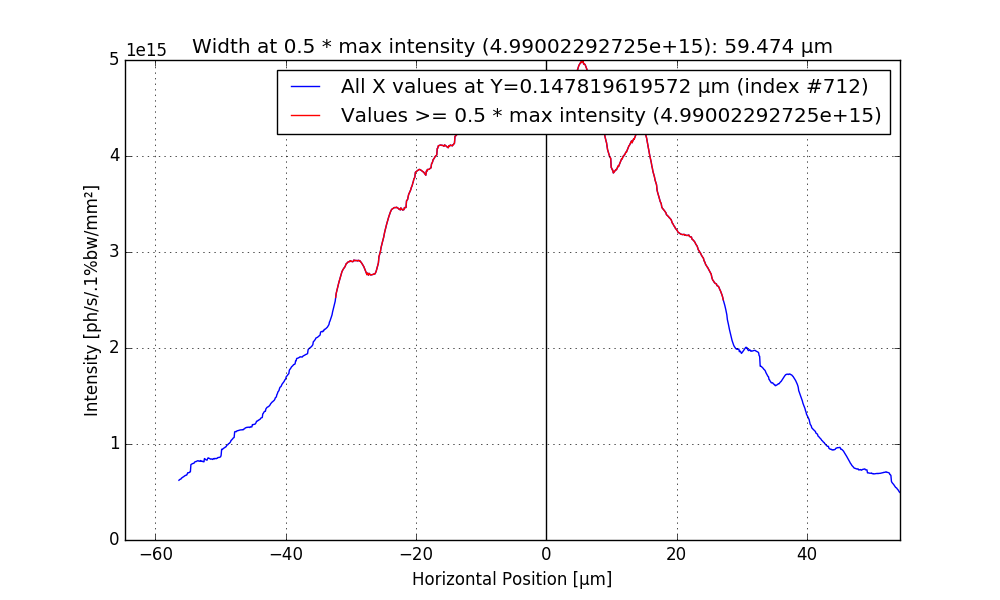 1e15
Width at 0.5 * max intensity (4.99002292725e+15): 59.474 µm
All X values at Y=0.147819619572 µm (index #712)
Values >= 0.5 * max intensity (4.99002292725e+15)
5
4
3
2
1
0
Intensity [ph/s/.1%bw/mm²]
−60 −40 −20 0 20 40
Horizontal Position [µm]